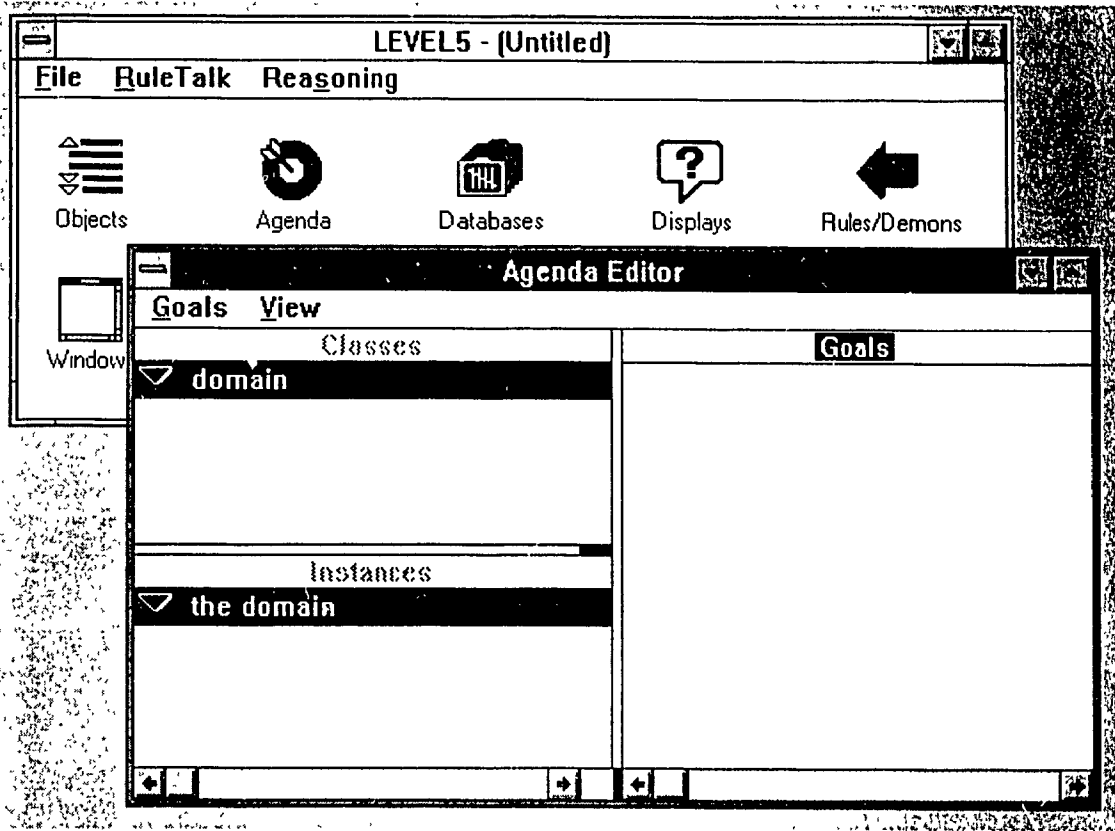 LEVEL5 - (Untitled)
File RuleTalk Reasoning
Objects Agenda Databases Displays Rules/Demons
Window
Agenda Editor
Goals View
Classes Goals
domain
Instances
the domain